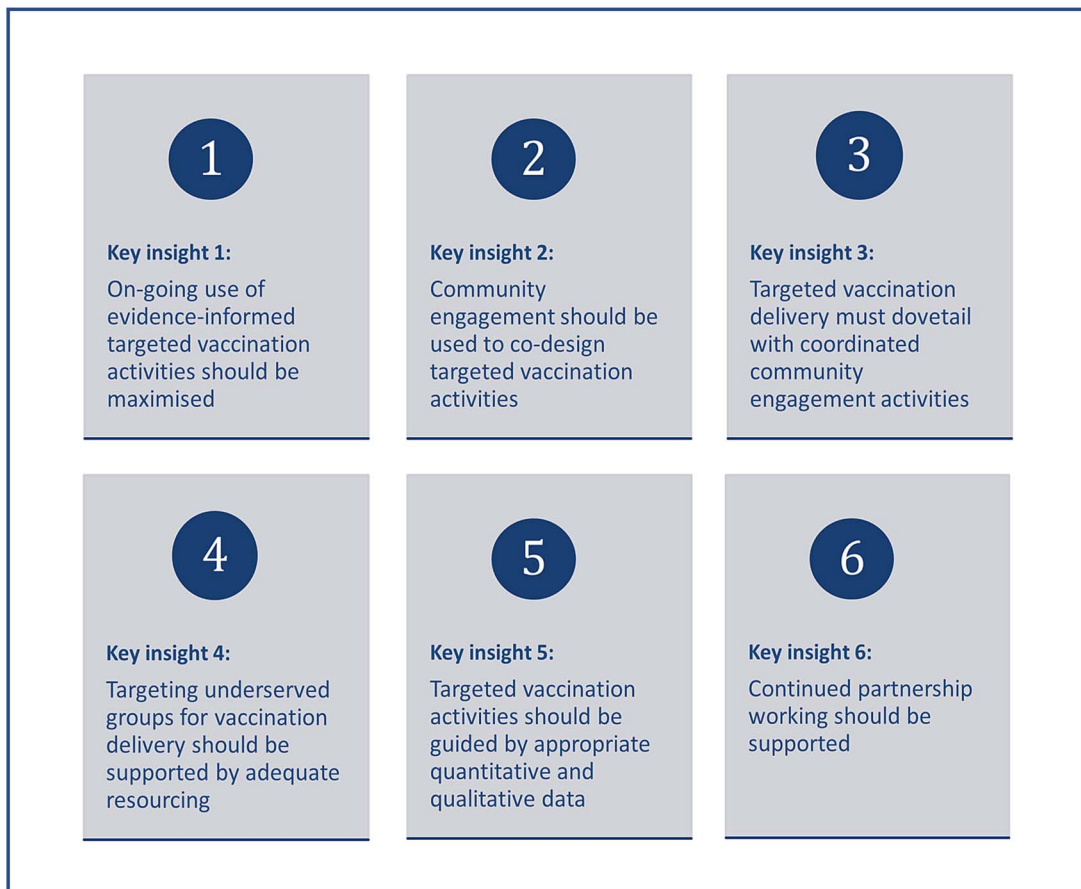 1
Key insight 1:
On-going use of
evidence-informed
targeted vaccination
activities should be
maximised
2
Key insight 2:
Community
engagement should be
used to co-design
targeted vaccination
activities
3
Key insight 3:
Targeted vaccination
delivery must dovetail
with coordinated
community
engagement activities
4
Key insight 4:
Targeting underserved
groups for vaccination
delivery should be
supported by adequate
resourcing
5
Key insight 5:
Targeted vaccination
activities should be
guided by appropriate
quantitative and
qualitative data
6
Key insight 6:
Continued partnership
working should be
supported